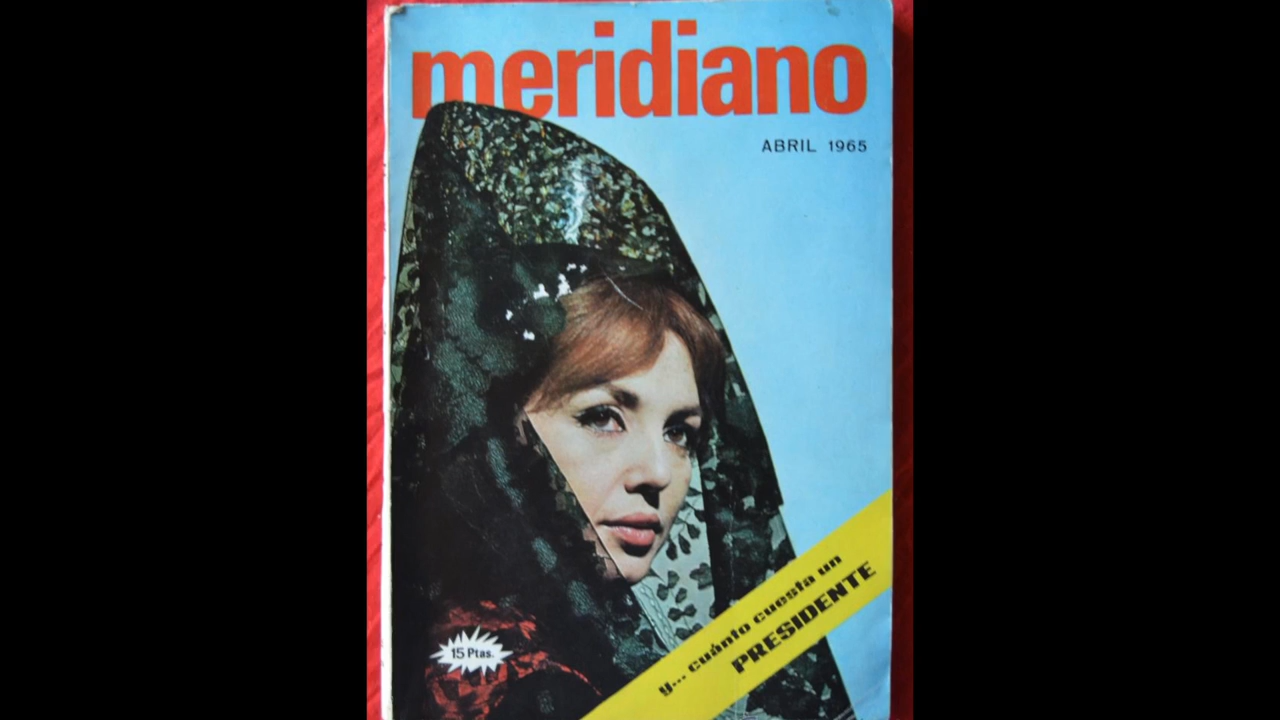 meridiano
ABRIL 1965
y... cuánto cuesta un
PRESIDENTE
15 Ptas.